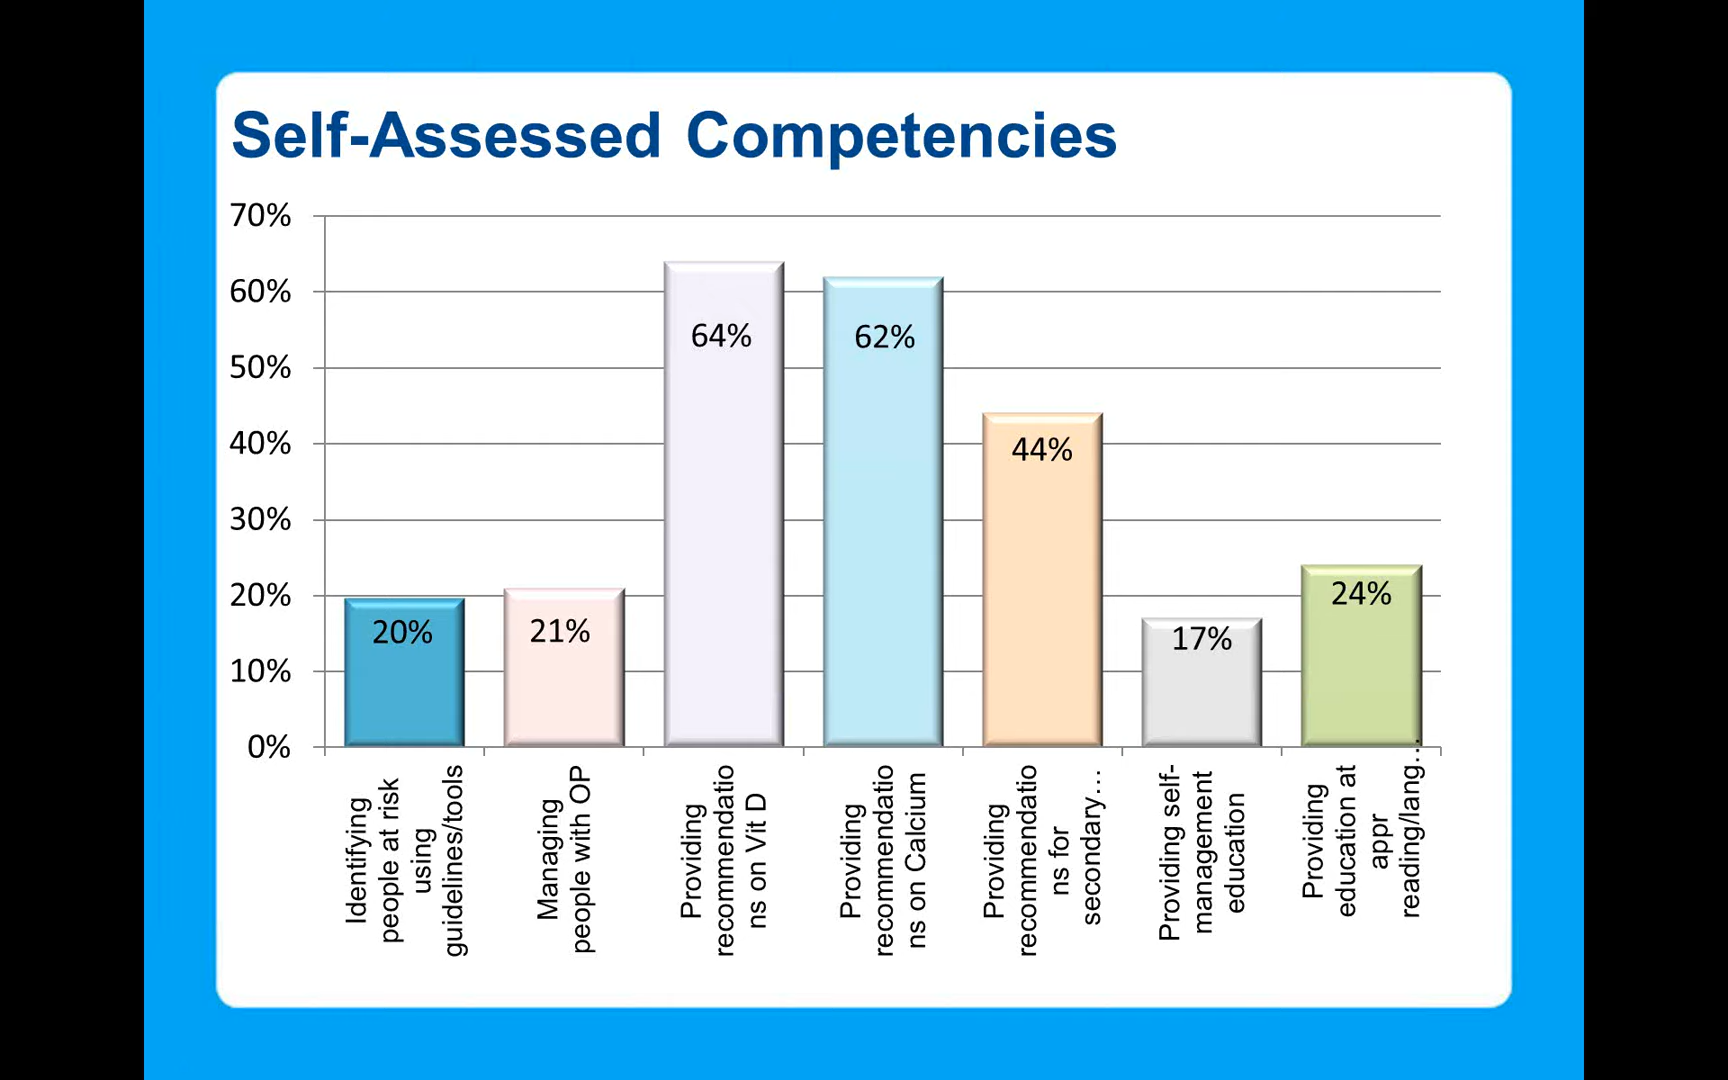 Self-Assessed Competencies
70%
60%
50%
40%
30%
20%
10%
0%
20%
21%
64%
62%
44%
17%
24%
Identifying
people at risk
using
guidelines/tools
Managing
people with OP
Providing
recommendatio
ns on Vit D
Providing
recommendatio
ns on Calcium
Providing
recommendatio
ns for
secondary…
Providing self-
management
education
Providing
education at
appr
reading/lang…